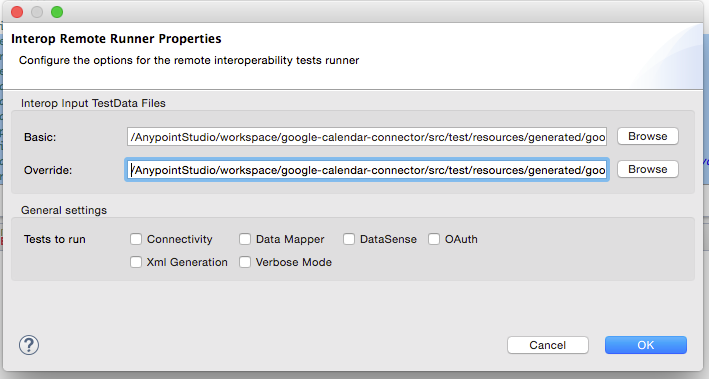 Interop Remote Runner Properties
Configure the options for the remote interoperability tests runner
Interop Input TestData Files
Basic: /AnypointStudio/workspace/google-calendar-connector/src/test/resources/generated/goo Browse
Override: /AnypointStudio/workspace/google-calendar-connector/src/test/resources/generated/goo Browse
General settings
Tests to run Connectivity Data Mapper DataSense OAuth
Xml Generation Verbose Mode
? Cancel OK